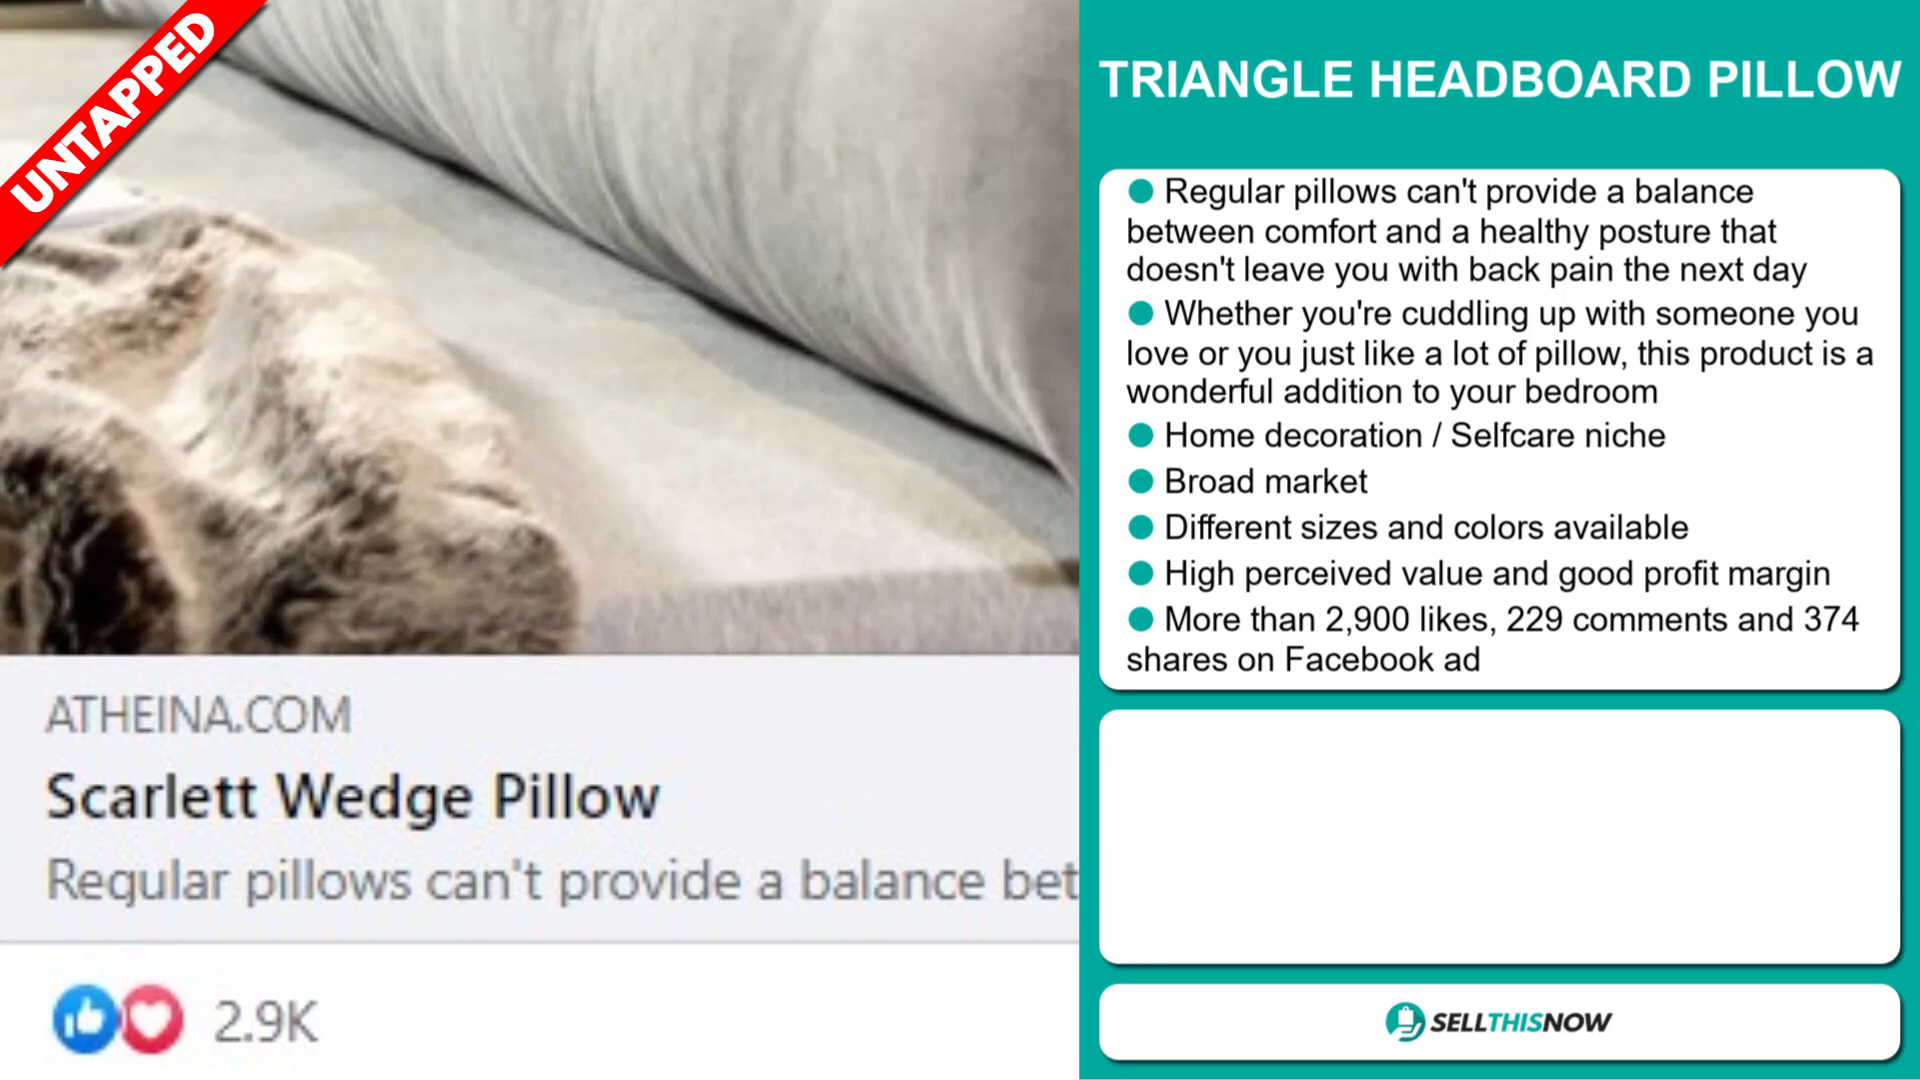 UNTAPPED
ATHEINA.COM
Scarlett Wedge Pillow
Regular pillows can't provide a balance bet
2.9K
TRIANGLE HEADBOARD PILLOW
● Regular pillows can't provide a balance
between comfort and a healthy posture that
doesn't leave you with back pain the next day
● Whether you're cuddling up with someone you
love or you just like a lot of pillow, this product is a
wonderful addition to your bedroom
● Home decoration / Selfcare niche
● Broad market
● Different sizes and colors available
● High perceived value and good profit margin
● More than 2,900 likes, 229 comments and 374
shares on Facebook ad
SELLTHISNOW